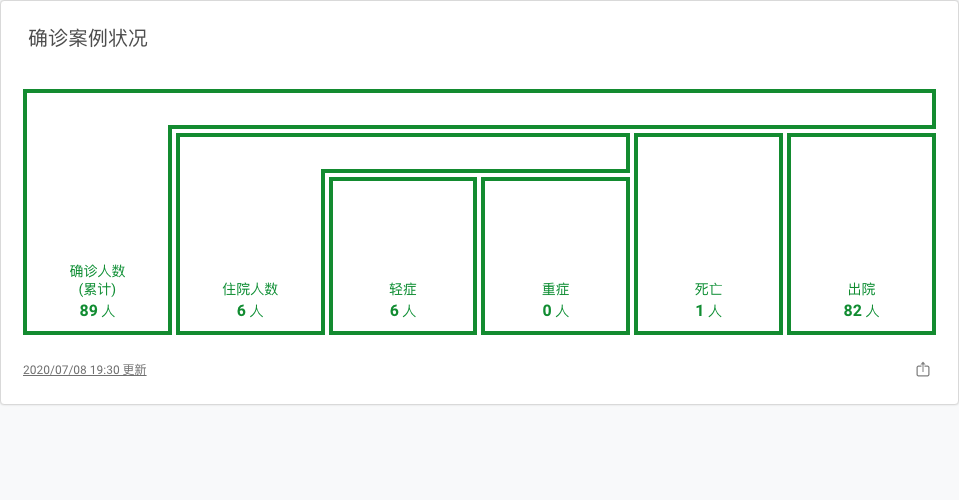 确诊案例状况
确诊人数
(累计)
89 人
住院人数
6 人
轻症
6 人
重症
0 人
死亡
1 人
出院
82 人
2020/07/08 19:30 更新